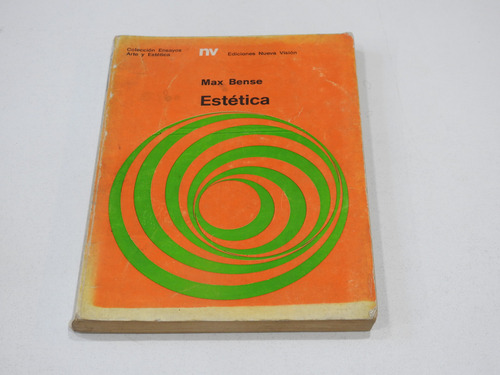 Colección Ensayos
Arte y Estética
nv
Ediciones Nueva Visión
Max Bense
Estética